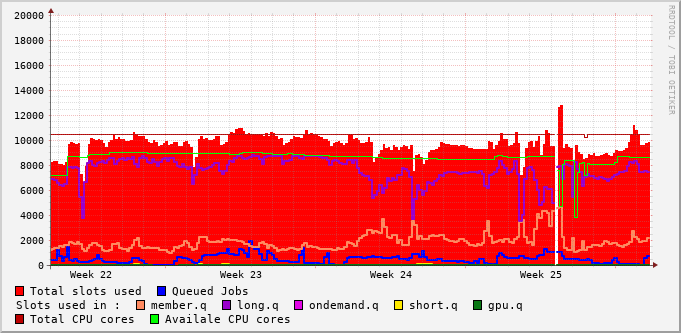 20000
18000
16000
14000
12000
10000
8000
6000
4000
2000
0
Week 22 Week 23 Week 24 Week 25
RRDTOOL / TOBI OETIKER
Total slots used Queued Jobs
Slots used in : member.q long.q ondemand.q short.q gpu.q
Total CPU cores Availale CPU cores